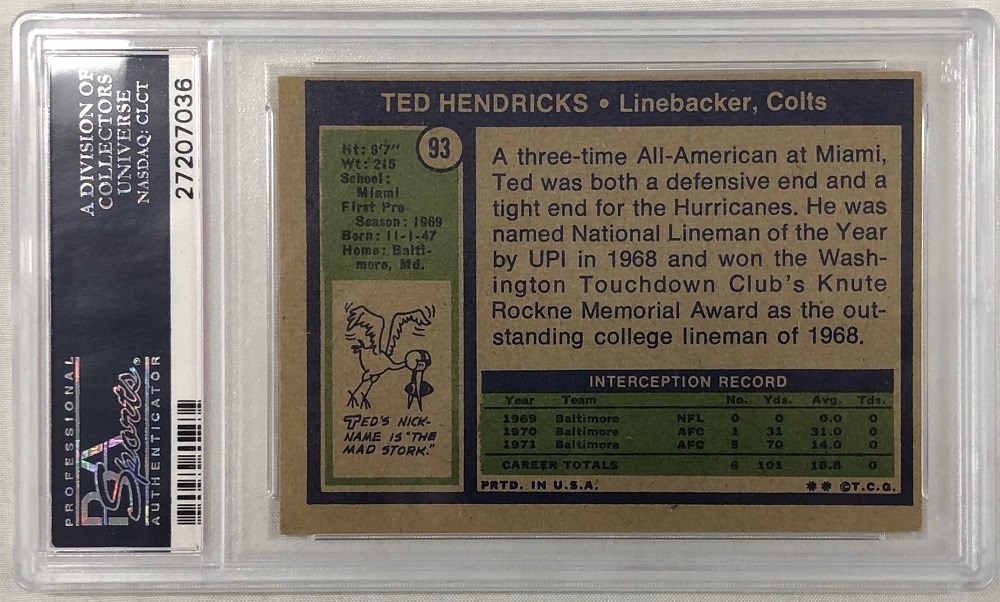 A DIVISION OF
COLLECTORS
UNIVERSE
NASDAQ: CLCT
27207036
PROFESSIONAL
PSA
Sports
AUTHENTICATOR
TED HENDRICKS • Linebacker, Colts
93
Ht: 6'7"
Wt: 215
School:
Miami
First Pro
Season: 1969
Born: 11-1-47
Home: Balti-
more, Md.
TED'S NICK-
NAME IS "THE
MAD STORK."
A three-time All-American at Miami,
Ted was both a defensive end and a
tight end for the Hurricanes. He was
named National Lineman of the Year
by UPI in 1968 and won the Wash-
ington Touchdown Club's Knute
Rockne Memorial Award as the out-
standing college lineman of 1968.
INTERCEPTION RECORD
Year Team No. Yds. Avg. Tds.
1969 Baltimore NFL 0 0 0.0 0
1970 Baltimore AFC 1 31 31.0 0
1971 Baltimore AFC 5 70 14.0 0
CAREER TOTALS 6 101 16.8 0
PRTD. IN U.S.A. ** ©T.C.G.